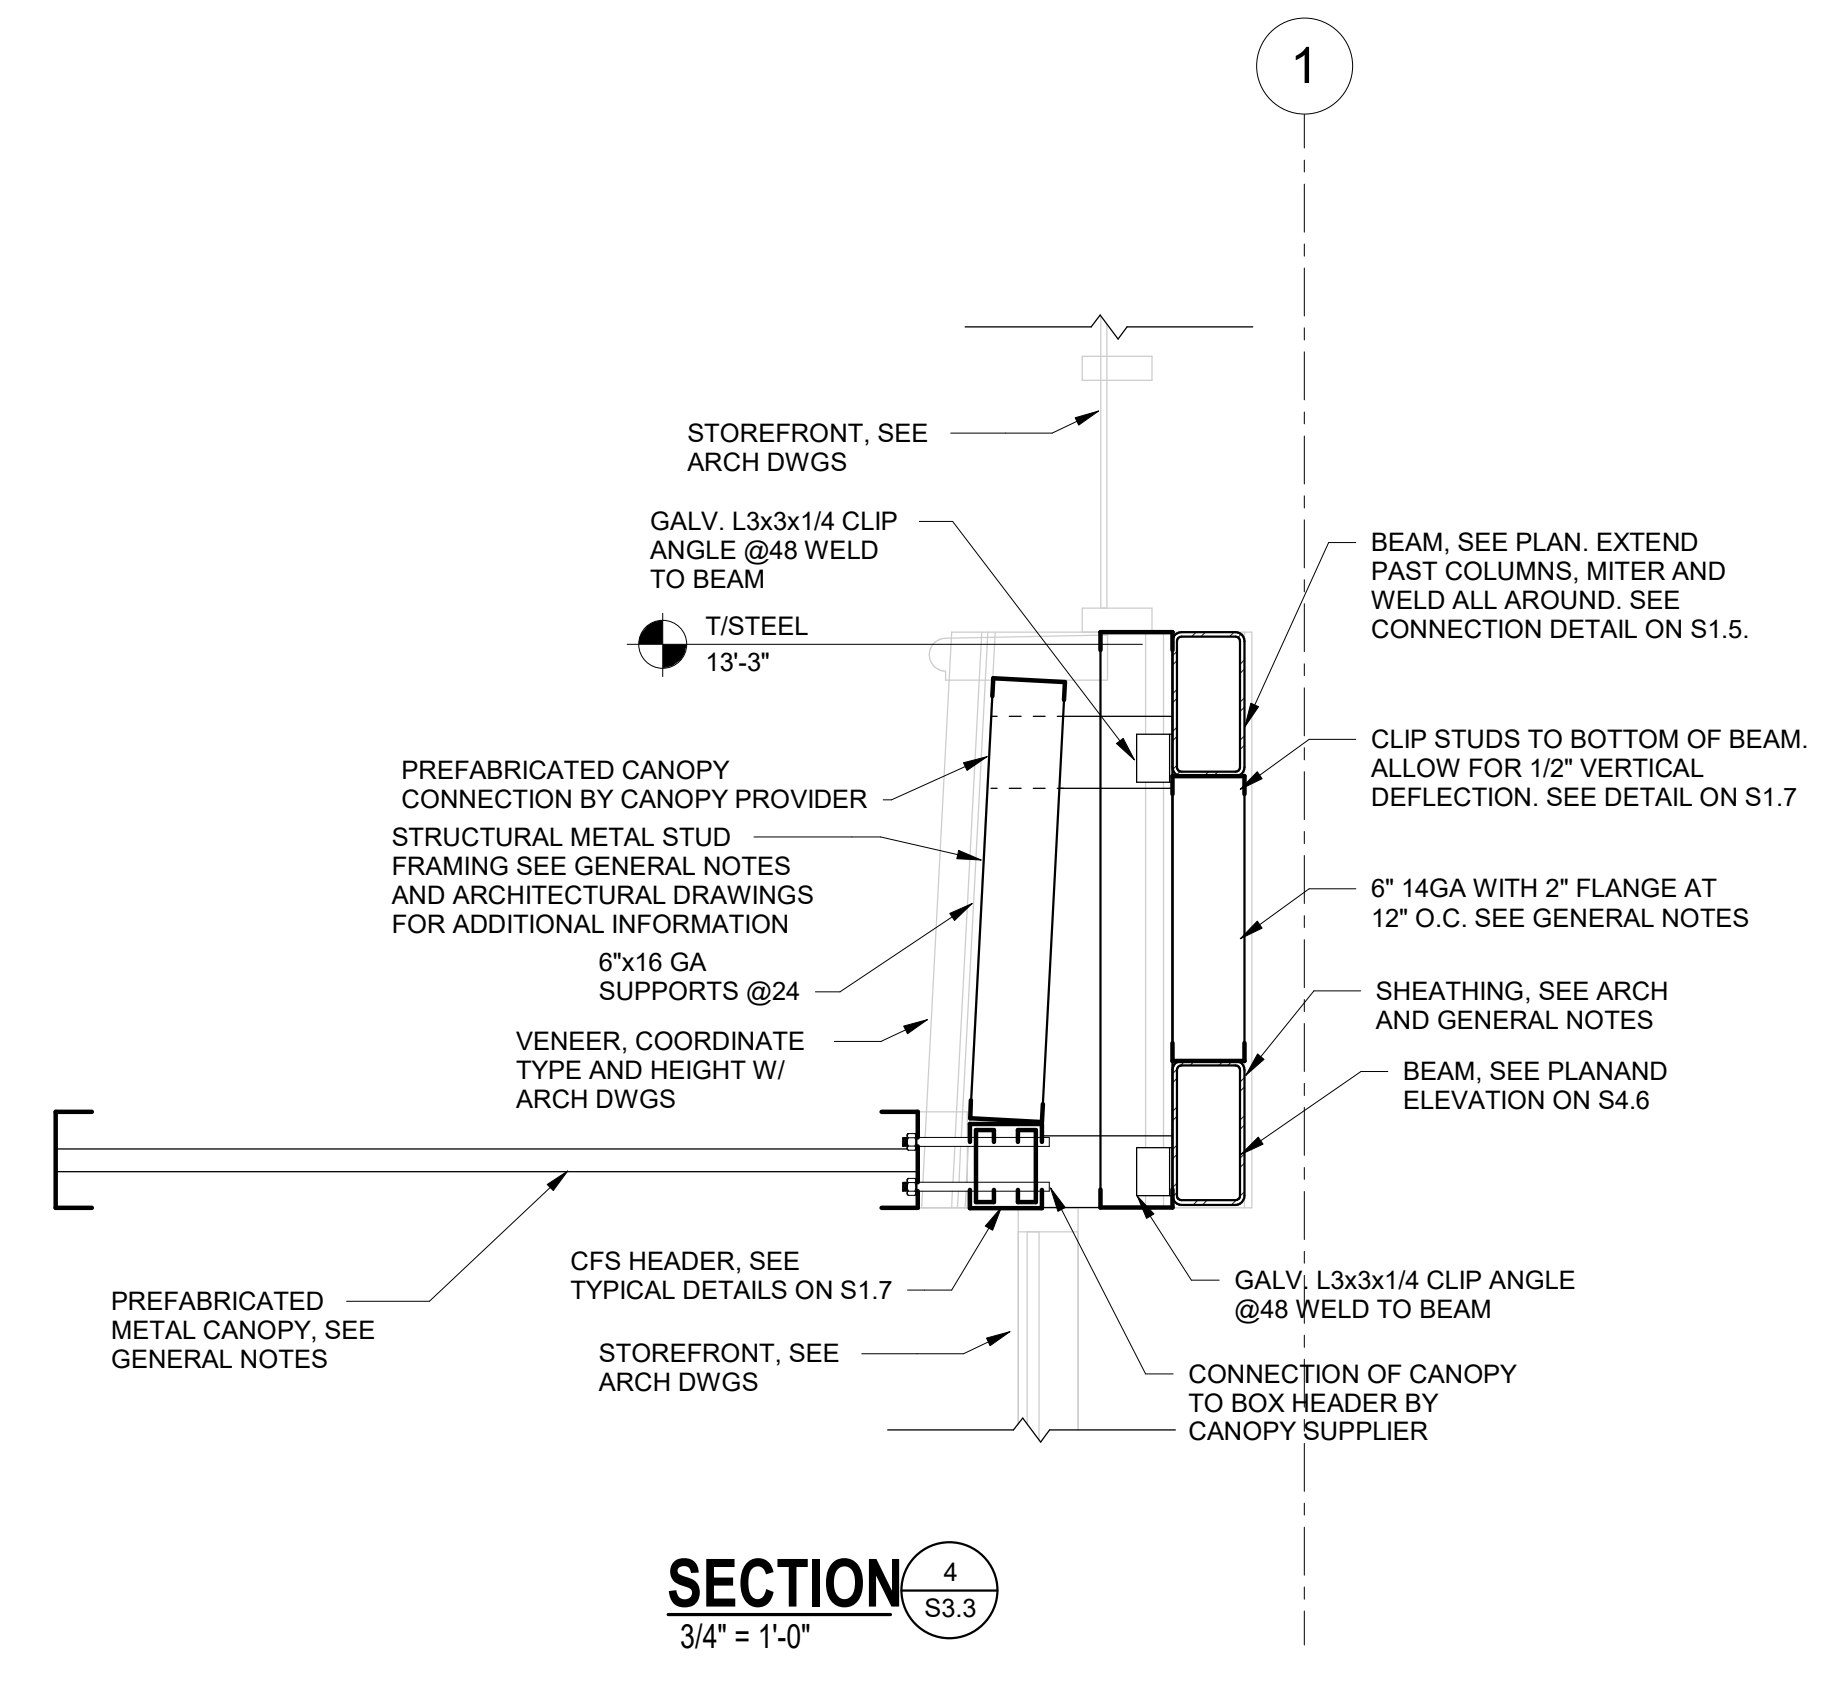 1
STOREFRONT, SEE
ARCH DWGS
GALV. L3x3x1/4 CLIP
ANGLE @48 WELD
TO BEAM
T/STEEL
13'-3"
PREFABRICATED CANOPY
CONNECTION BY CANOPY PROVIDER
STRUCTURAL METAL STUD
FRAMING SEE GENERAL NOTES
AND ARCHITECTURAL DRAWINGS
FOR ADDITIONAL INFORMATION
6"x16 GA
SUPPORTS @24
VENEER, COORDINATE
TYPE AND HEIGHT W/
ARCH DWGS
BEAM, SEE PLAN. EXTEND
PAST COLUMNS, MITER AND
WELD ALL AROUND. SEE
CONNECTION DETAIL ON S1.5.
CLIP STUDS TO BOTTOM OF BEAM.
ALLOW FOR 1/2" VERTICAL
DEFLECTION. SEE DETAIL ON S1.7
6" 14GA WITH 2" FLANGE AT
12" O.C. SEE GENERAL NOTES
SHEATHING, SEE ARCH
AND GENERAL NOTES
BEAM, SEE PLANAND
ELEVATION ON S4.6
PREFABRICATED
METAL CANOPY, SEE
GENERAL NOTES
CFS HEADER, SEE
TYPICAL DETAILS ON S1.7
STOREFRONT, SEE
ARCH DWGS
GALV. L3x3x1/4 CLIP ANGLE
@48 WELD TO BEAM
CONNECTION OF CANOPY
TO BOX HEADER BY
CANOPY SUPPLIER
SECTION
4
S3.3
3/4" = 1'-0"